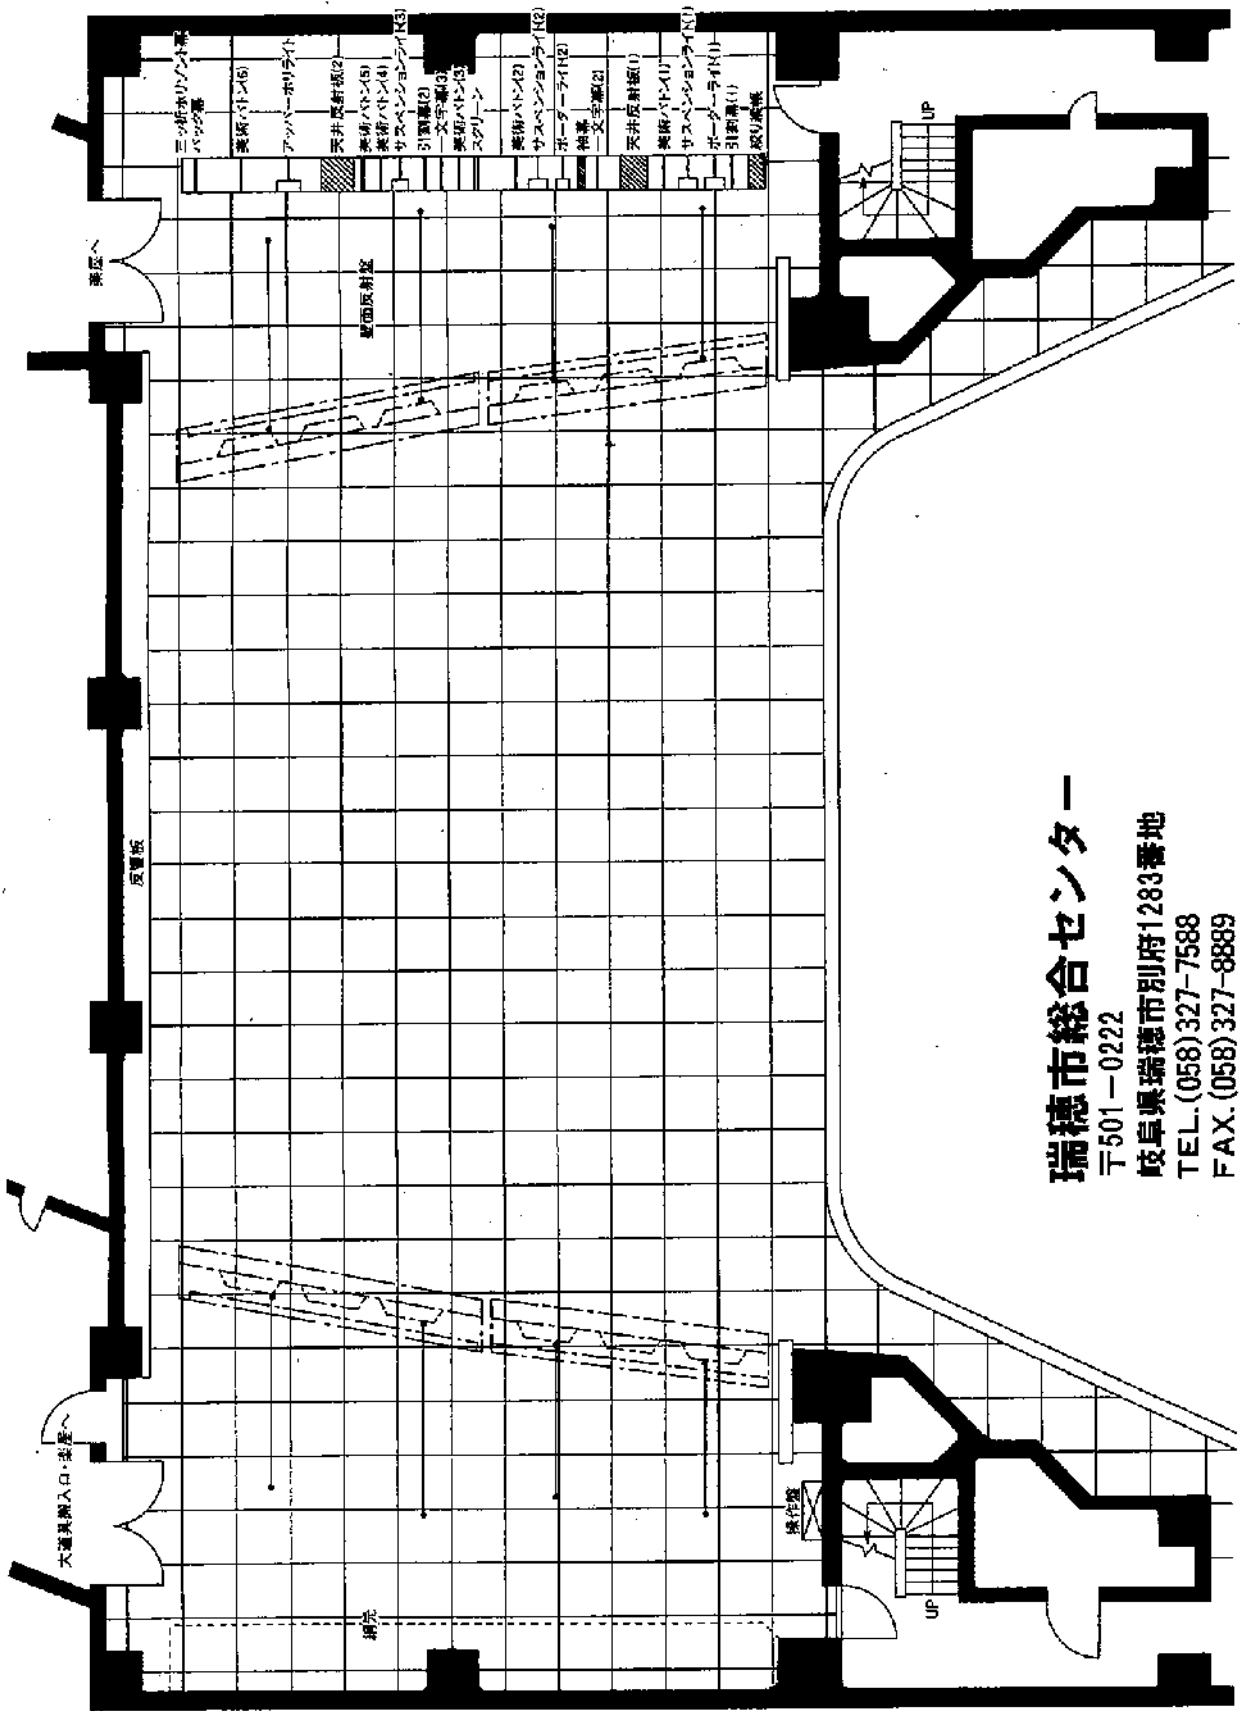 楽屋へ
三ッ折ホリゾント幕
バック幕
美術バトン(6)
アッパーホリライト
天井反射板(2)
美術バトン(5)
美術バトン(4)
サスペンションライト(3)
引割幕(2)
一文字幕(3)
美術バトン(3)
スクリーン
美術バトン(2)
サスペンションライト(2)
ボーダーライト(2)
袖幕
一文字幕(2)
天井反射板(1)
美術バトン(1)
サスペンションライト(1)
ボーダーライト(1)
引割幕(1)
絞り緞帳
壁面反射盤
UP
反響板
大道具搬入口・楽屋へ
操作盤
綱元
UP
瑞穂市総合センター
〒501-0222
岐阜県瑞穂市別府1283番地
TEL.(058)327-7588
FAX.(058)327-8889